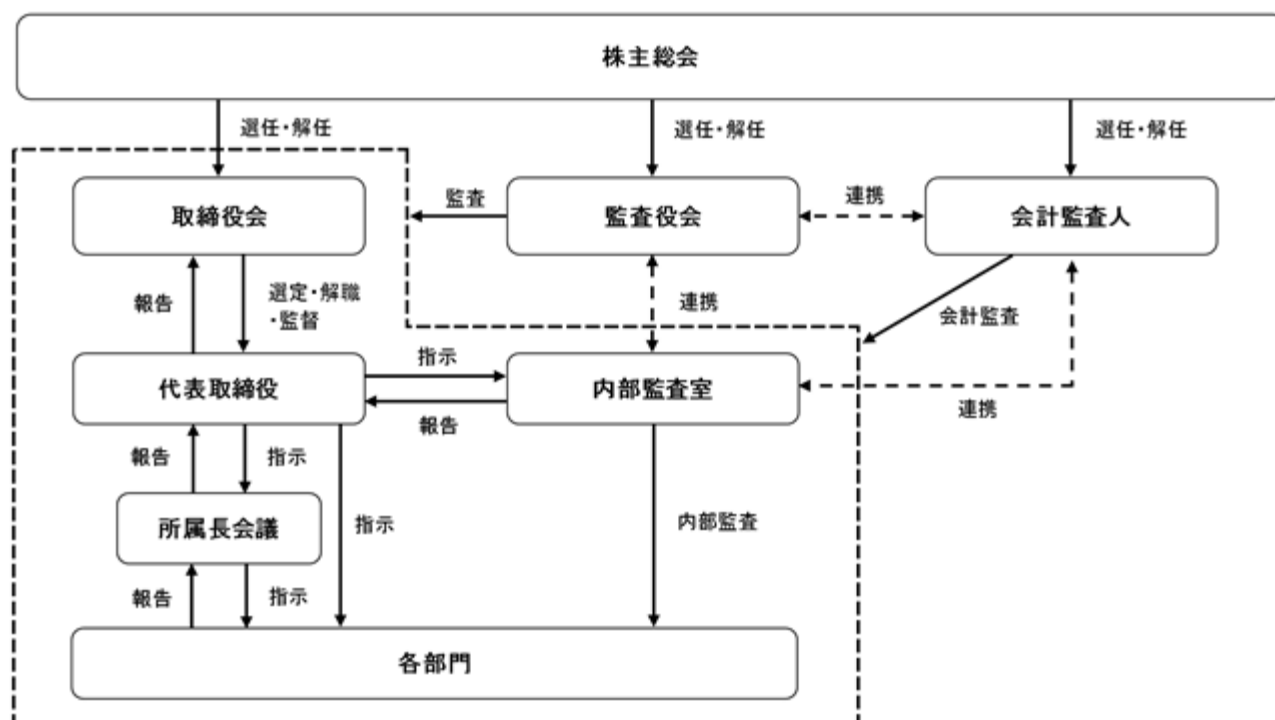 株主総会
選任・解任
選任・解任
選任・解任
取締役会
監査
監査役会
連携
会計監査人
報告
選定・解職
・監督
連携
会計監査
代表取締役
指示
報告
内部監査室
連携
報告
指示
指示
所属長会議
内部監査
報告
指示
各部門